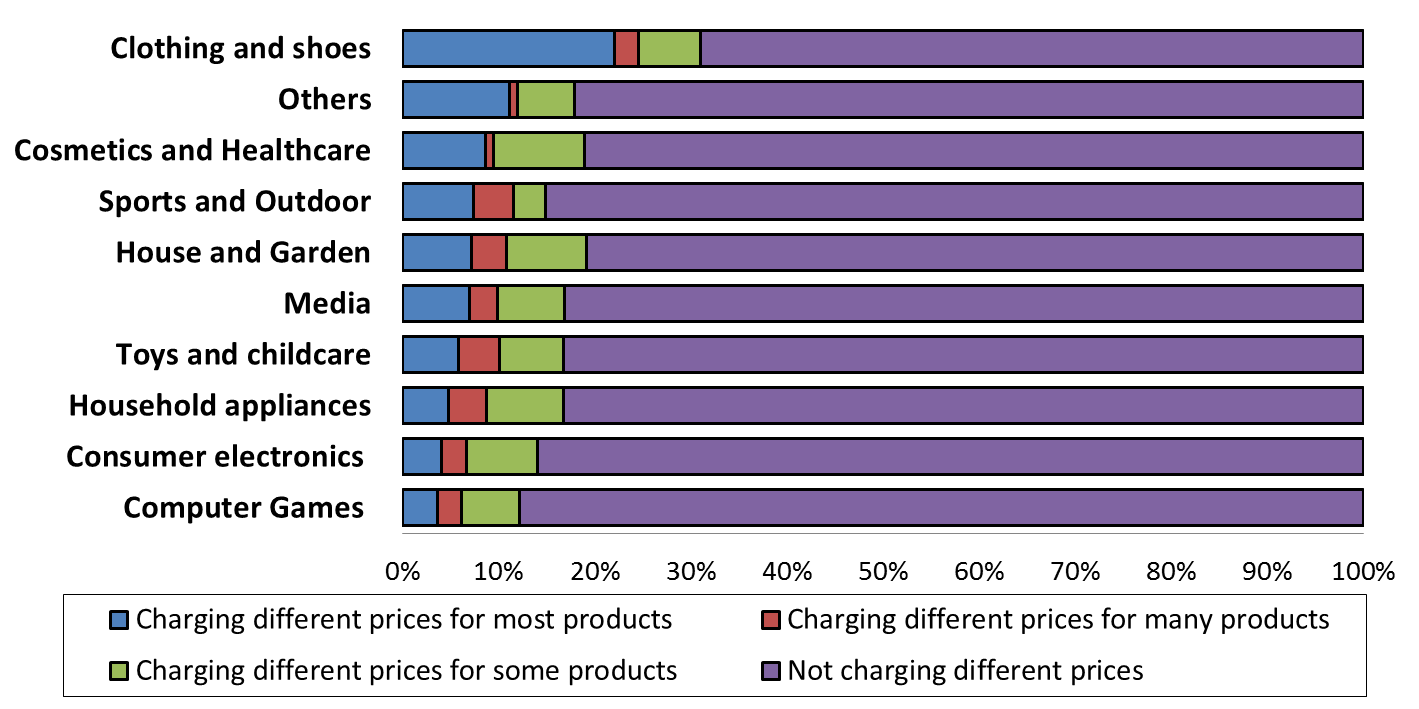 Clothing and shoes
Others
Cosmetics and Healthcare
Sports and Outdoor
House and Garden
Media
Toys and childcare
Household appliances
Consumer electronics
Computer Games
0% 10% 20% 30% 40% 50% 60% 70% 80% 90% 100%
Charging different prices for most products Charging different prices for many products
Charging different prices for some products Not charging different prices